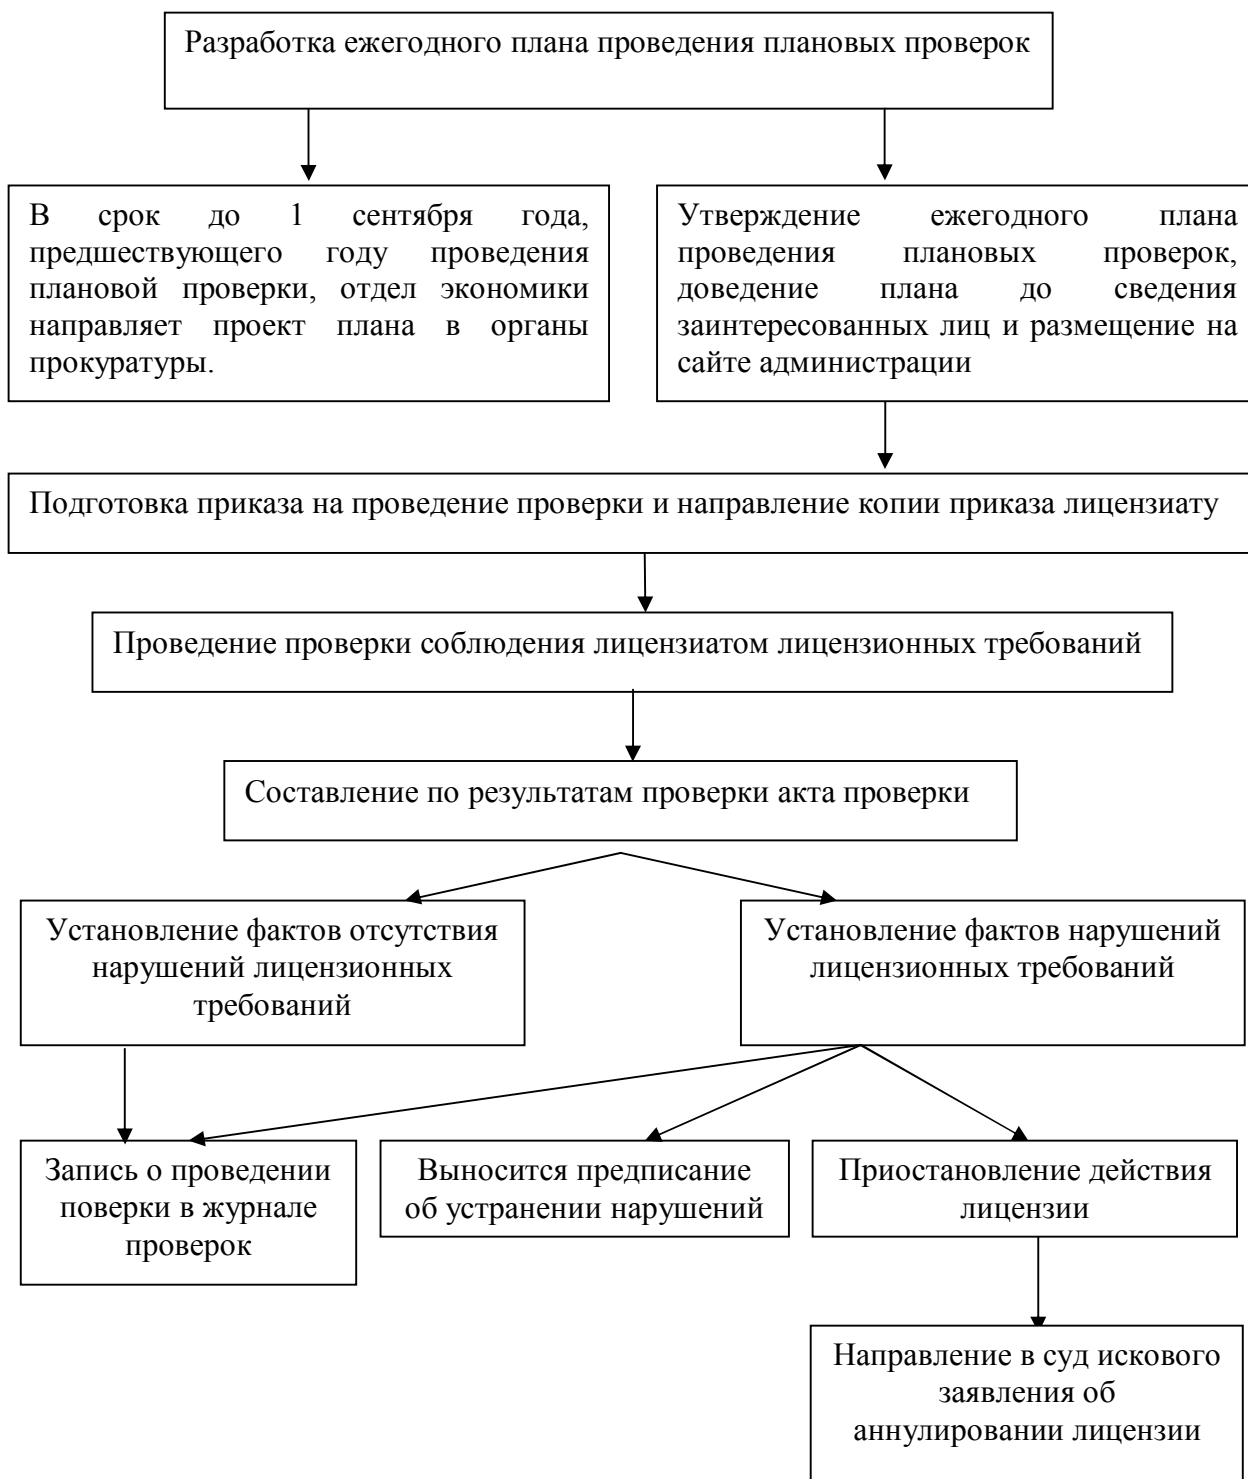 Разработка ежегодного плана проведения плановых проверок
В срок до 1 сентября года,
предшествующего году проведения
плановой проверки, отдел экономики
направляет проект плана в органы
прокуратуры.
Утверждение ежегодного плана
проведения плановых проверок,
доведение плана до сведения
заинтересованных лиц и размещение на
сайте администрации
Подготовка приказа на проведение проверки и направление копии приказа лицензиату
Проведение проверки соблюдения лицензиатом лицензионных требований
Составление по результатам проверки акта проверки
Установление фактов отсутствия
нарушений лицензионных
требований
Установление фактов нарушений
лицензионных требований
Запись о проведении
поверки в журнале
проверок
Выносится предписание
об устранении нарушений
Приостановление действия
лицензии
Направление в суд искового
заявления об
аннулировании лицензии